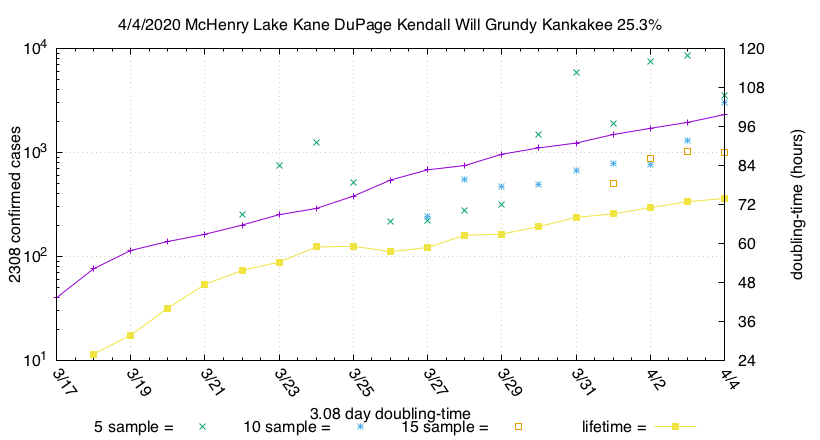 4/4/2020 McHenry Lake Kane DuPage Kendall Will Grundy Kankakee 25.3%
10^4
10^3
10^2
10^1
2308 confirmed cases
120
108
96
84
72
60
48
36
24
doubling-time (hours)
3/17 3/19 3/21 3/23 3/25 3/27 3/29 3/31 4/2 4/4
3.08 day doubling-time
5 sample = 10 sample = 15 sample = lifetime =